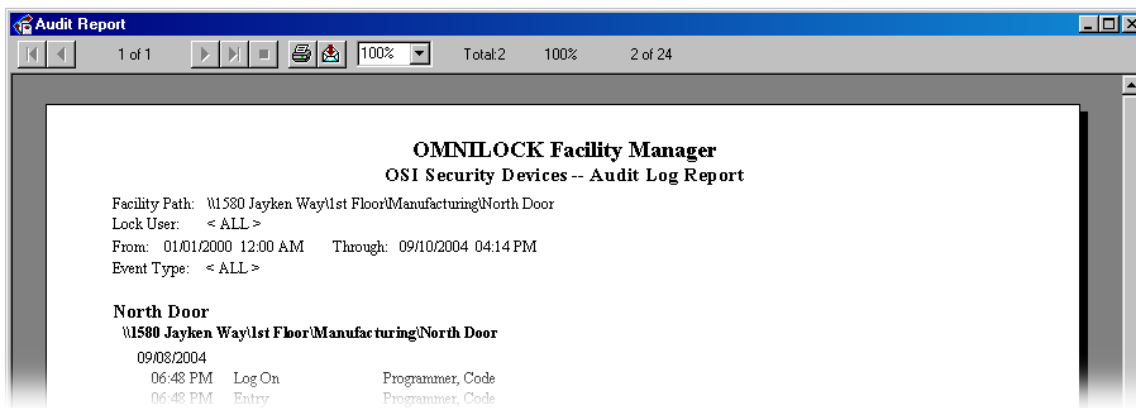 Audit Report
1 of 1 100% Total:2 100% 2 of 24
OMNILOCK Facility Manager
OSI Security Devices -- Audit Log Report
Facility Path: \\1580 Jayken Way\1st Floor\Manufacturing\North Door
Lock User: < ALL >
From: 01/01/2000 12:00 AM Through: 09/10/2004 04:14 PM
Event Type: < ALL >
North Door
\\1580 Jayken Way\1st Floor\Manufacturing\North Door
09/08/2004
06:48 PM Log On Programmer, Code
06:48 PM Entry Programmer, Code